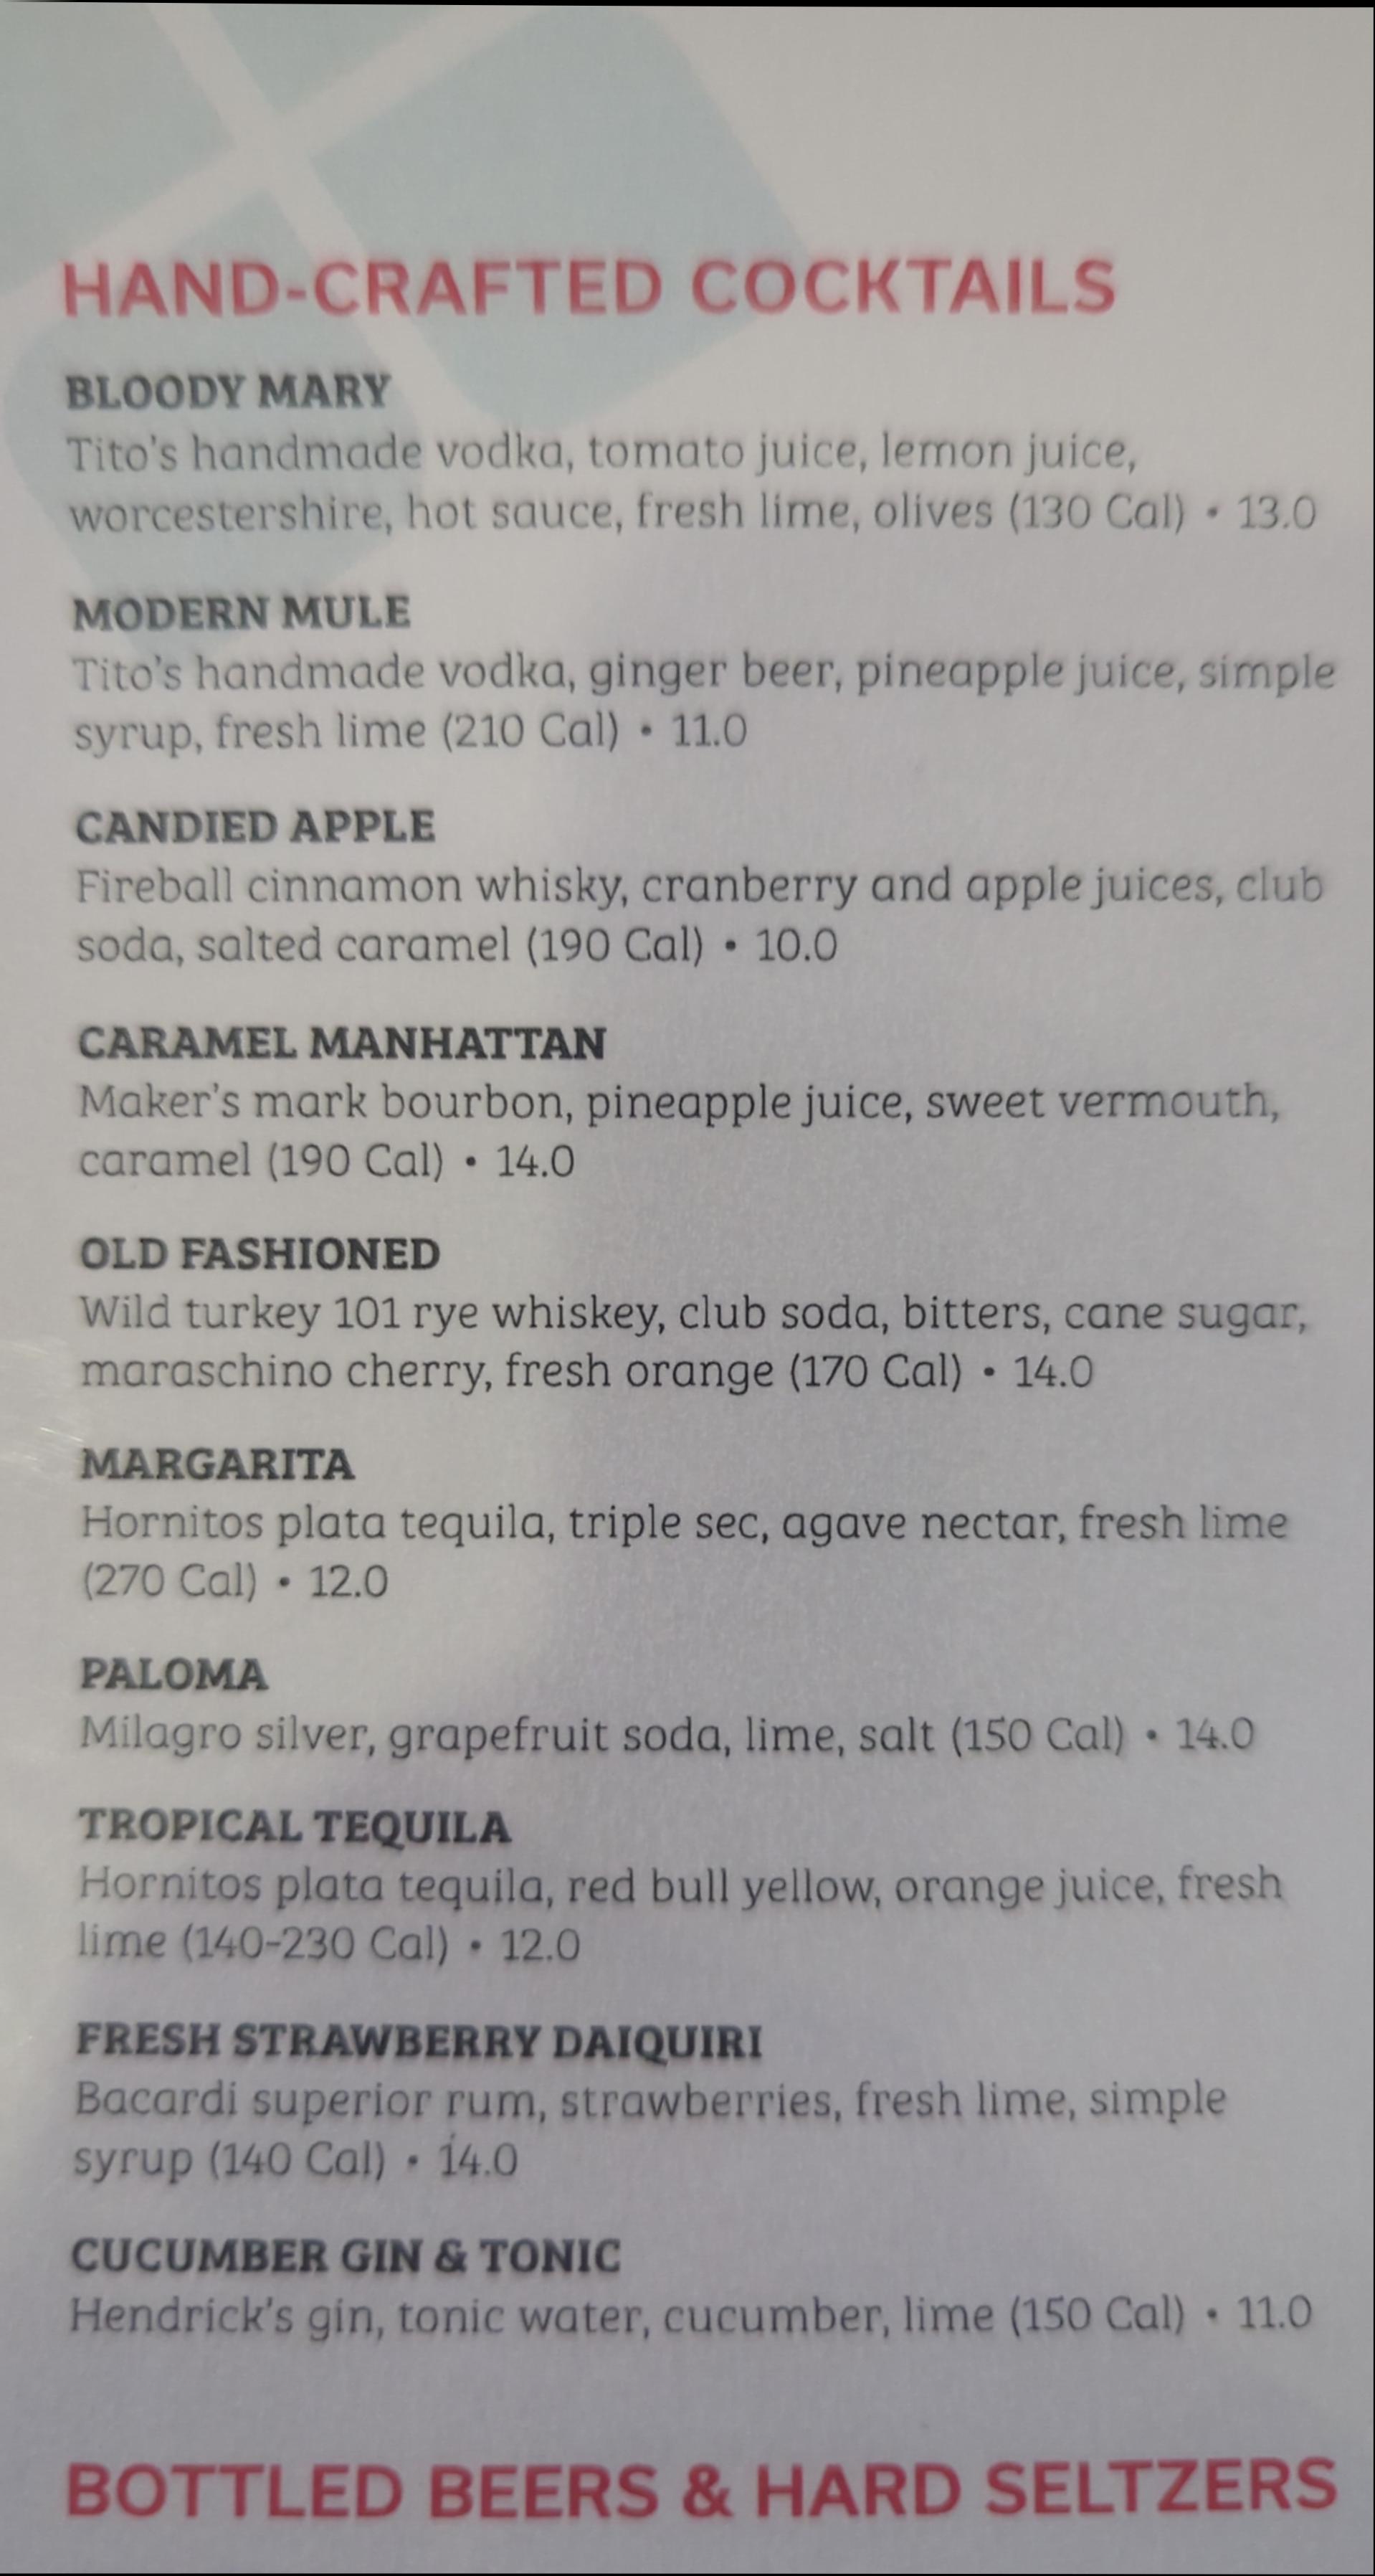 HAND-CRAFTED COCKTAILS
BLOODY MARY
Tito's handmade vodka, tomato juice, lemon juice,
worcestershire, hot sauce, fresh lime, olives (130 Cal) • 13.0
MODERN MULE
Tito's handmade vodka, ginger beer, pineapple juice, simple
syrup, fresh lime (210 Cal) • 11.0
CANDIED APPLE
Fireball cinnamon whisky, cranberry and apple juices, club
soda, salted caramel (190 Cal) • 10.0
CARAMEL MANHATTAN
Maker's mark bourbon, pineapple juice, sweet vermouth,
caramel (190 Cal) • 14.0
OLD FASHIONED
Wild turkey 101 rye whiskey, club soda, bitters, cane sugar,
maraschino cherry, fresh orange (170 Cal) • 14.0
MARGARITA
Hornitos plata tequila, triple sec, agave nectar, fresh lime
(270 Cal) • 12.0
PALOMA
Milagro silver, grapefruit soda, lime, salt (150 Cal) • 14.0
TROPICAL TEQUILA
Hornitos plata tequila, red bull yellow, orange juice, fresh
lime (140-230 Cal) • 12.0
FRESH STRAWBERRY DAIQUIRI
Bacardi superior rum, strawberries, fresh lime, simple
syrup (140 Cal) • 14.0
CUCUMBER GIN & TONIC
Hendrick's gin, tonic water, cucumber, lime (150 Cal) • 11.0
BOTTLED BEERS & HARD SELTZERS